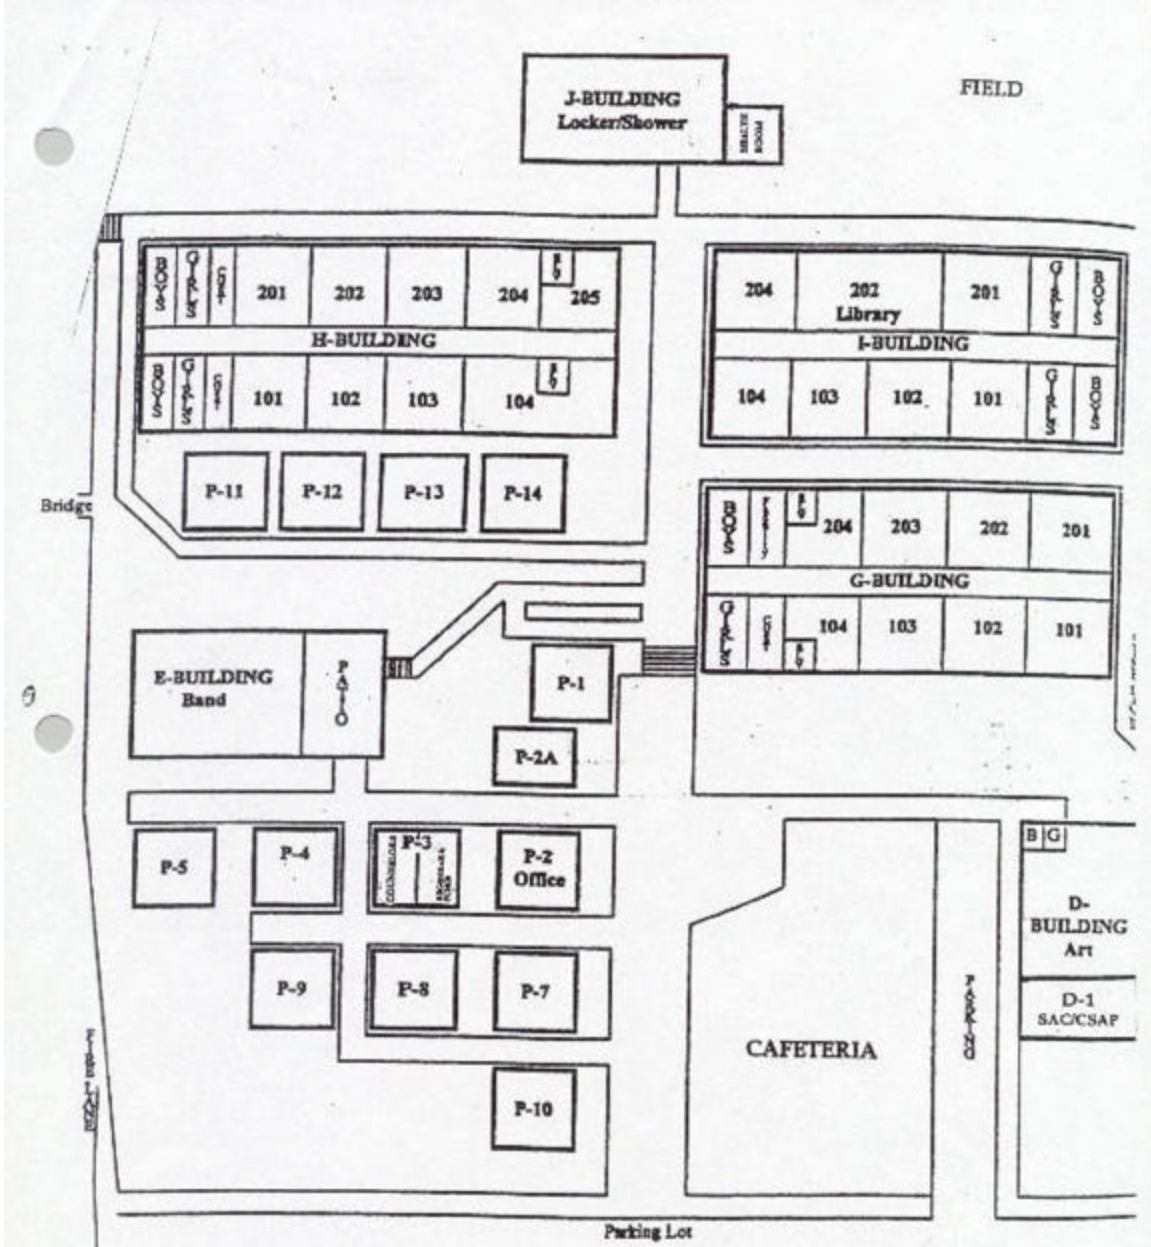 FIELD
J-BUILDING
Locker/Shower
BOYS
GIRLS
201
202
203
204
205
H-BUILDING
BOYS
GIRLS
101
102
103
104
204
202
Library
201
GIRLS
BOYS
I-BUILDING
104
103
102
101
GIRLS
BOYS
P-11
P-12
P-13
P-14
Bridge
BOYS
204
203
202
201
G-BUILDING
GIRLS
104
103
102
101
E-BUILDING
Band
PATIO
P-1
P-2A
P-5
P-4
P-3
COUNSELORS
P-2
Office
P-9
P-8
P-7
P-10
CAFETERIA
PARKING
B G
D-
BUILDING
Art
D-1
SAC/CSAP
Parking Lot